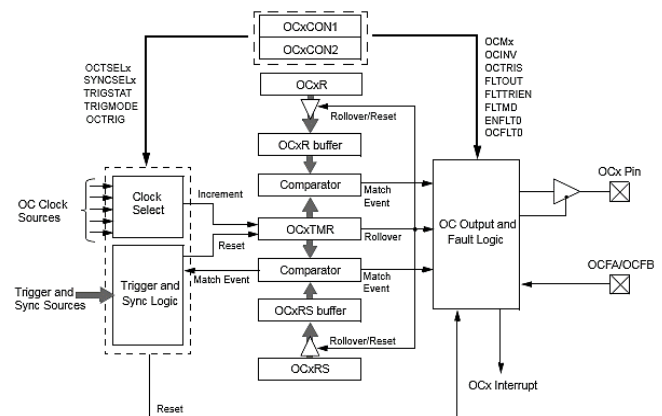 OCxCON1
OCxCON2
OCTSELx
SYNCSELx
TRIGSTAT
TRIGMODE
OCTRIG
OCMx
OCINV
OCTRIS
FLTOUT
FLTTRIEN
FLTMD
ENFLT0
OCFLT0
OCxR
Rollover/Reset
OCxR buffer
OC Clock
Sources
Clock
Select
Increment
Comparator
Match
Event
OCx Pin
OCxTMR
Reset
Rollover
OC Output and
Fault Logic
Trigger and
Sync Sources
Trigger and
Sync Logic
Match Event
Comparator
Match
Event
OCFA/OCFB
OCxRS buffer
Rollover/Reset
OCxRS
OCx Interrupt
Reset